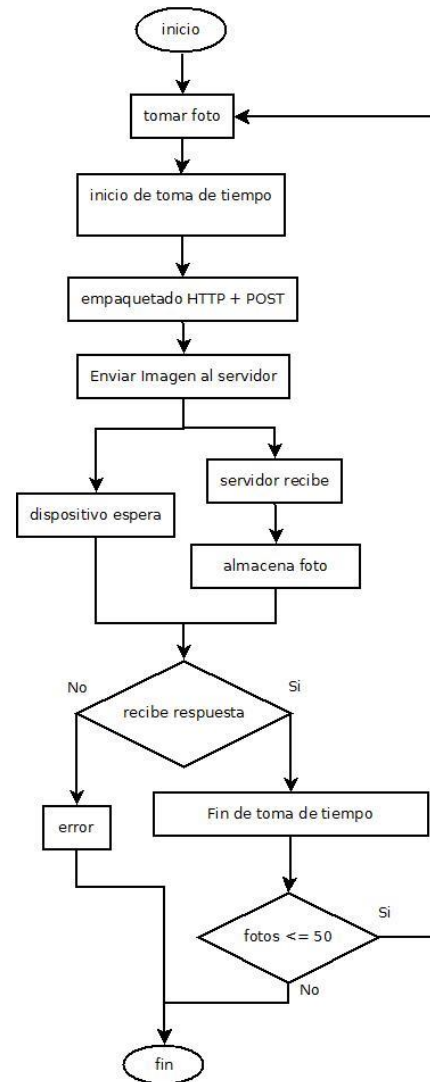 inicio
tomar foto
inicio de toma de tiempo
empaquetado HTTP + POST
Enviar Imagen al servidor
servidor recibe
dispositivo espera
almacena foto
No
Si
recibe respuesta
Fin de toma de tiempo
error
Si
fotos <= 50
No
fin